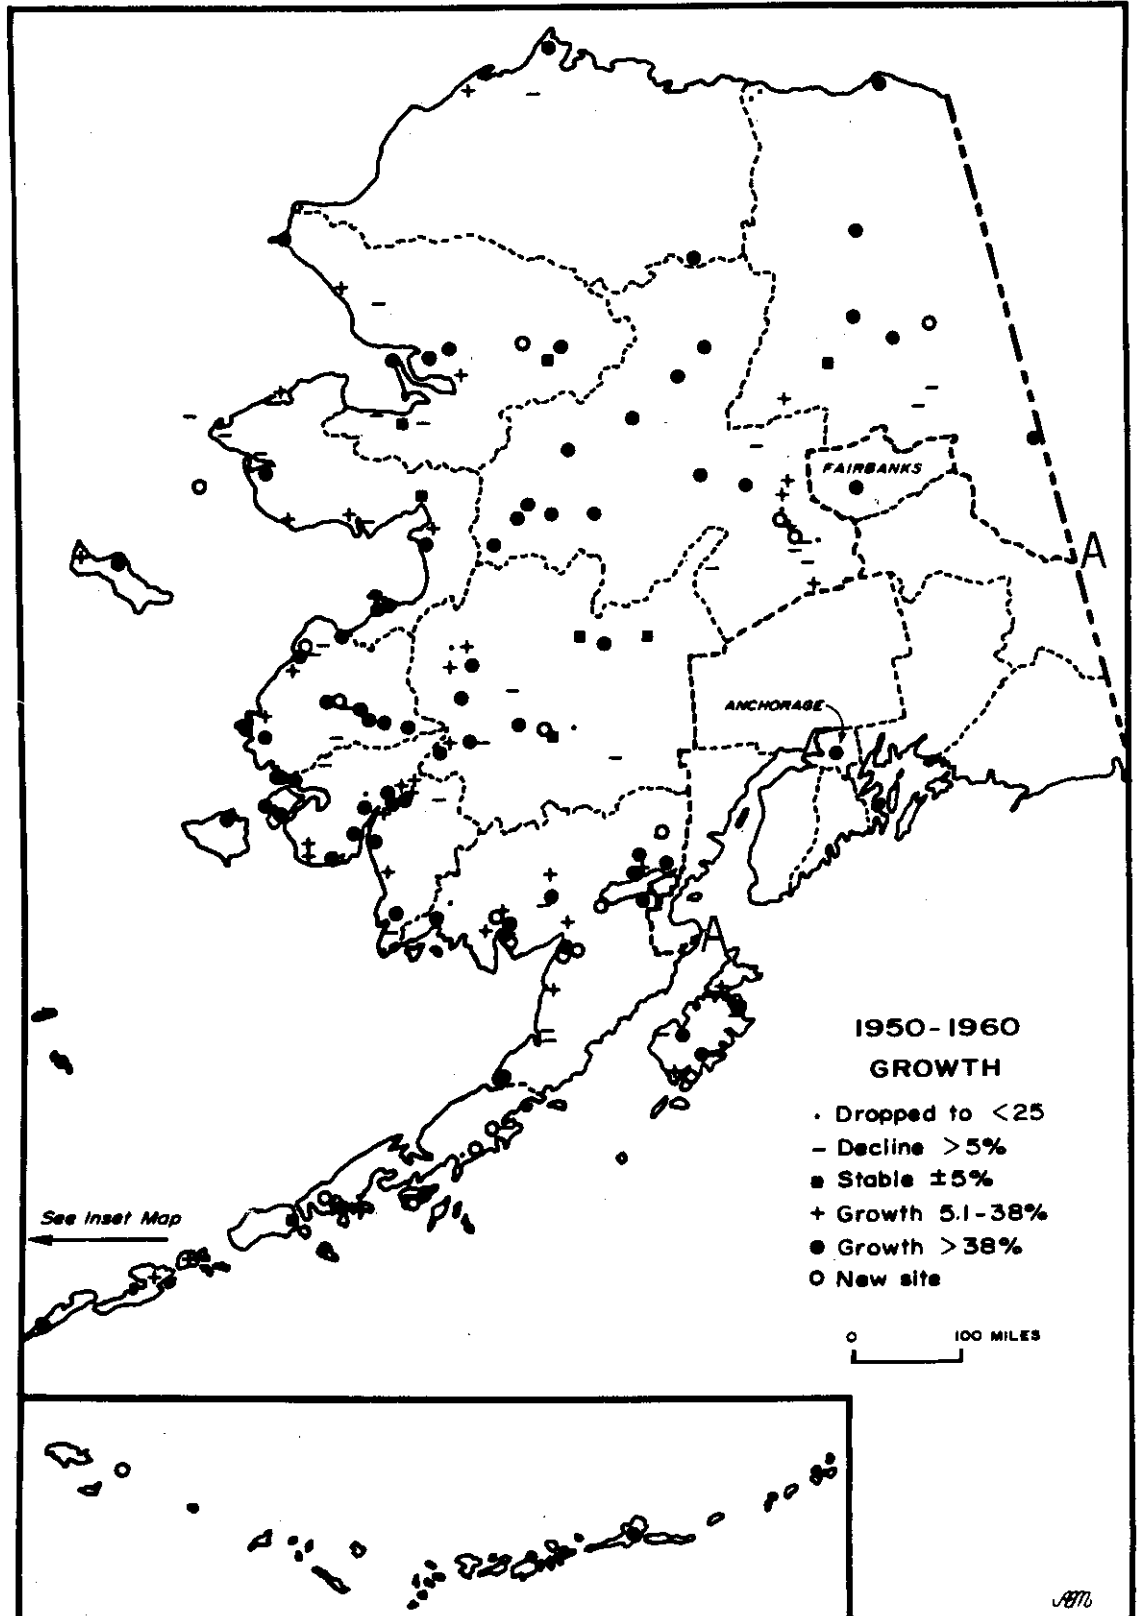 FAIRBANKS
A
ANCHORAGE
A
1950-1960
GROWTH
. Dropped to <25
– Decline >5%
■ Stable ±5%
+ Growth 5.1-38%
● Growth >38%
○ New site
See Inset Map
0 100 MILES